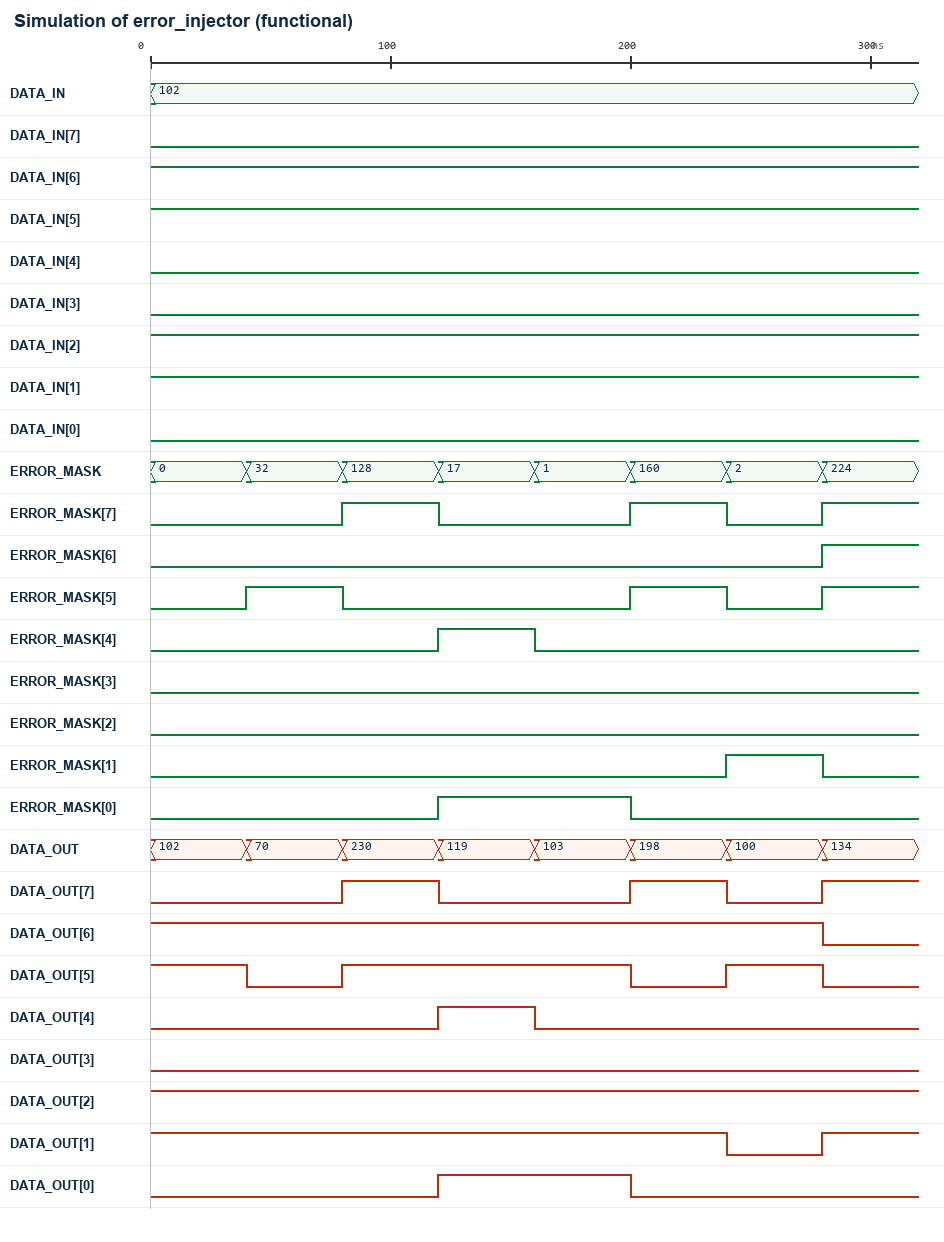 Simulation of error_injector (functional)
0 100 200 300ns
DATA_IN 102
DATA_IN[7]
DATA_IN[6]
DATA_IN[5]
DATA_IN[4]
DATA_IN[3]
DATA_IN[2]
DATA_IN[1]
DATA_IN[0]
ERROR_MASK 0 32 128 17 1 160 2 224
ERROR_MASK[7]
ERROR_MASK[6]
ERROR_MASK[5]
ERROR_MASK[4]
ERROR_MASK[3]
ERROR_MASK[2]
ERROR_MASK[1]
ERROR_MASK[0]
DATA_OUT 102 70 230 119 103 198 100 134
DATA_OUT[7]
DATA_OUT[6]
DATA_OUT[5]
DATA_OUT[4]
DATA_OUT[3]
DATA_OUT[2]
DATA_OUT[1]
DATA_OUT[0]